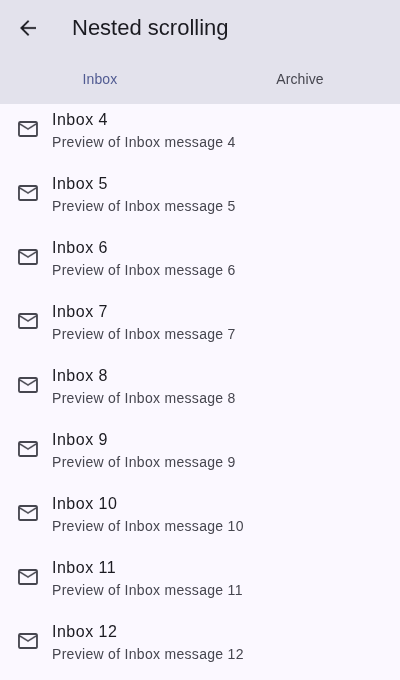 Nested scrolling
Inbox
Archive
Inbox 4
Preview of Inbox message 4
Inbox 5
Preview of Inbox message 5
Inbox 6
Preview of Inbox message 6
Inbox 7
Preview of Inbox message 7
Inbox 8
Preview of Inbox message 8
Inbox 9
Preview of Inbox message 9
Inbox 10
Preview of Inbox message 10
Inbox 11
Preview of Inbox message 11
Inbox 12
Preview of Inbox message 12